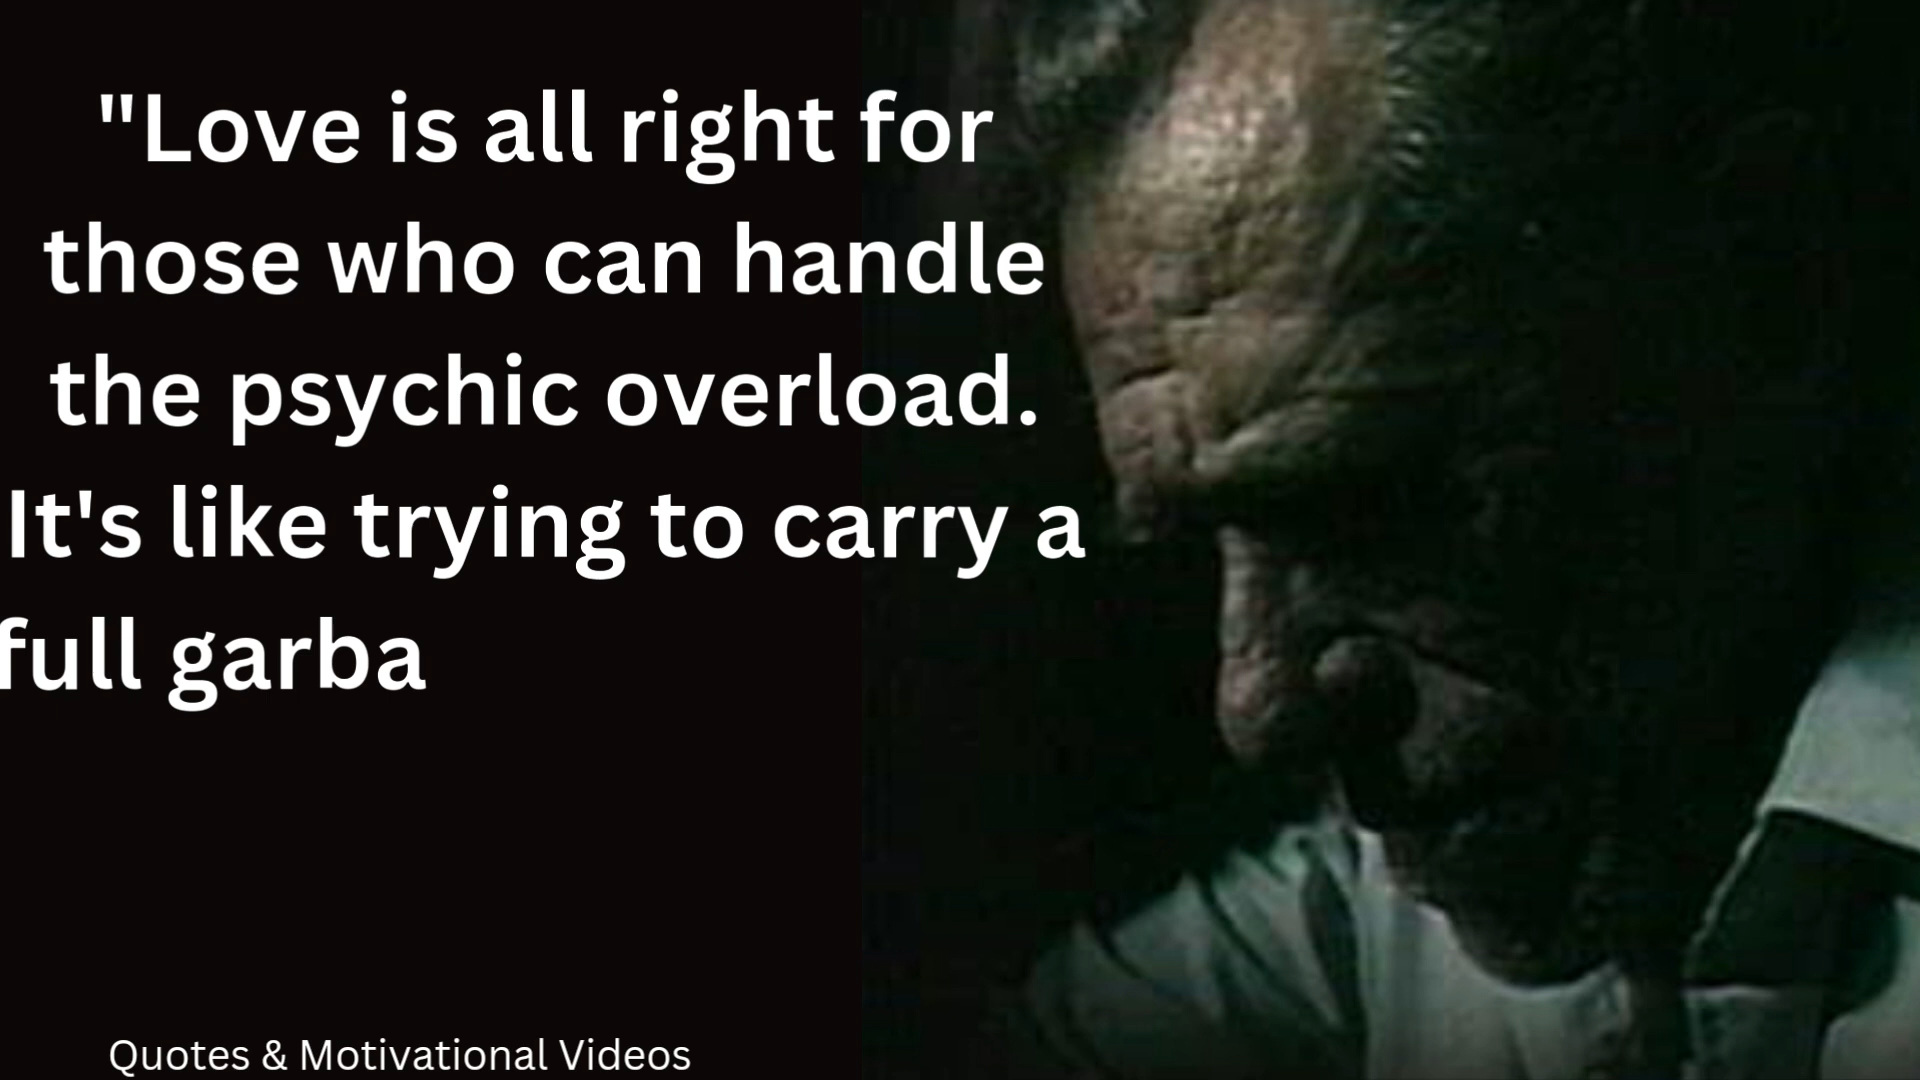 "Love is all right for
those who can handle
the psychic overload.
It's like trying to carry a
full garba
Quotes & Motivational Videos